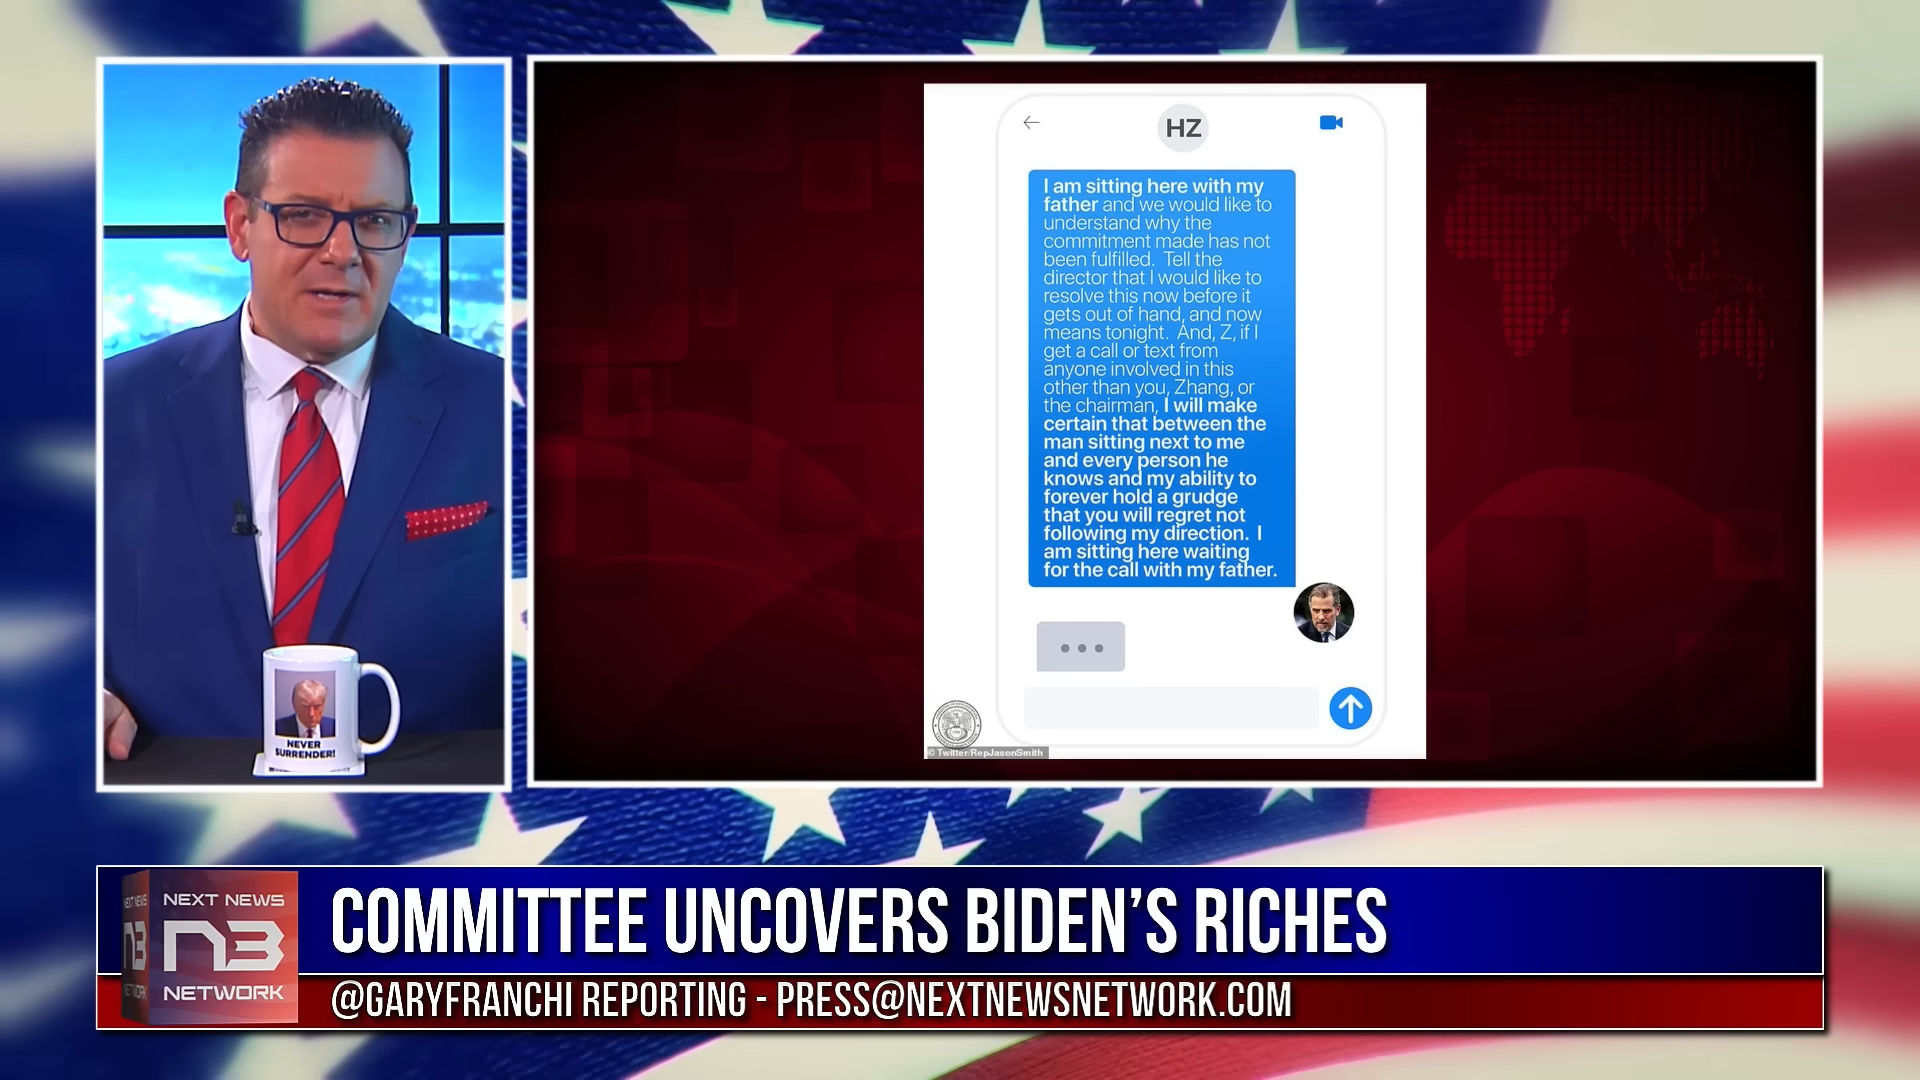 HZ
I am sitting here with my
father and we would like to
understand why the
commitment made has not
been fulfilled. Tell the
director that I would like to
resolve this now before it
gets out of hand, and now
means tonight. And, Z, if I
get a call or text from
anyone involved in this
other than you, Zhang, or
the chairman, I will make
certain that between the
man sitting next to me
and every person he
knows and my ability to
forever hold a grudge
that you will regret not
following my direction. I
am sitting here waiting
for the call with my father.
© Twitter RepJasonSmith
NEVER
SURRENDER!
NEXT NEWS
N3
NETWORK
COMMITTEE UNCOVERS BIDEN'S RICHES
@GARYFRANCHI REPORTING - PRESS@NEXTNEWSNETWORK.COM